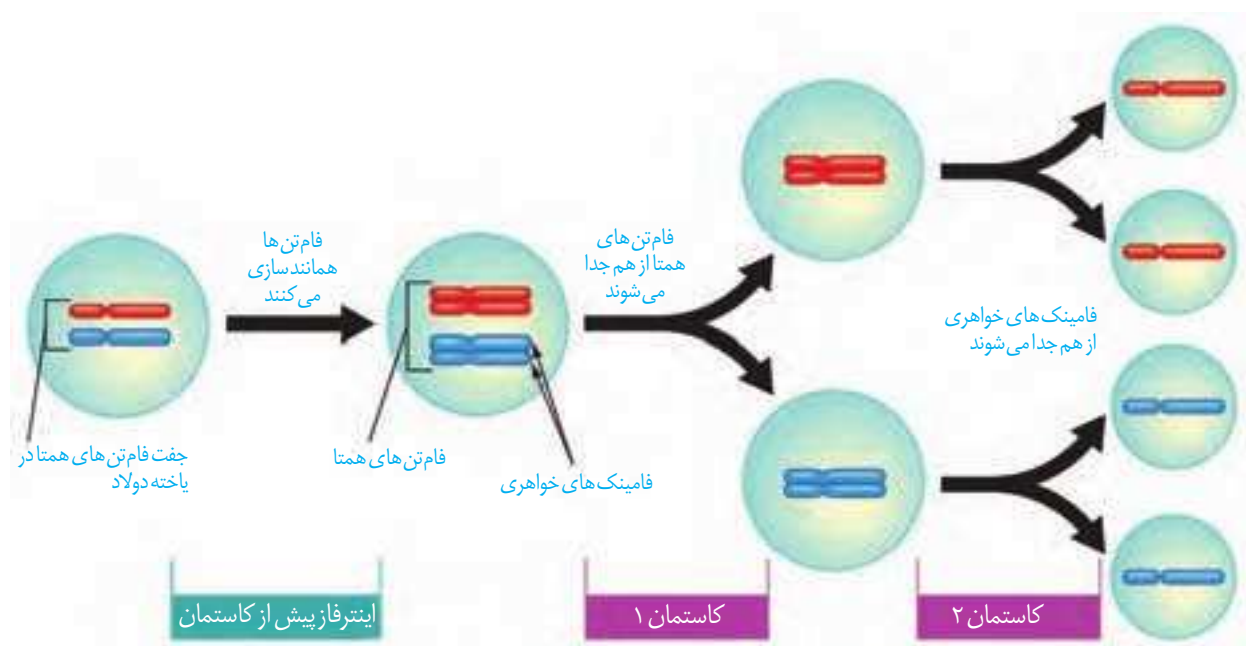 فام‌تن‌ها
همانندسازی
می‌کنند
فام‌تن‌های
همتا از هم جدا
می‌شوند
فامینک‌های خواهری
از هم جدا می‌شوند
جفت فام‌تن‌های همتا در
یاخته دولاد
فام‌تن‌های همتا
فامینک‌های خواهری
اینترفاز پیش از کاستمان
کاستمان ۱
کاستمان ۲